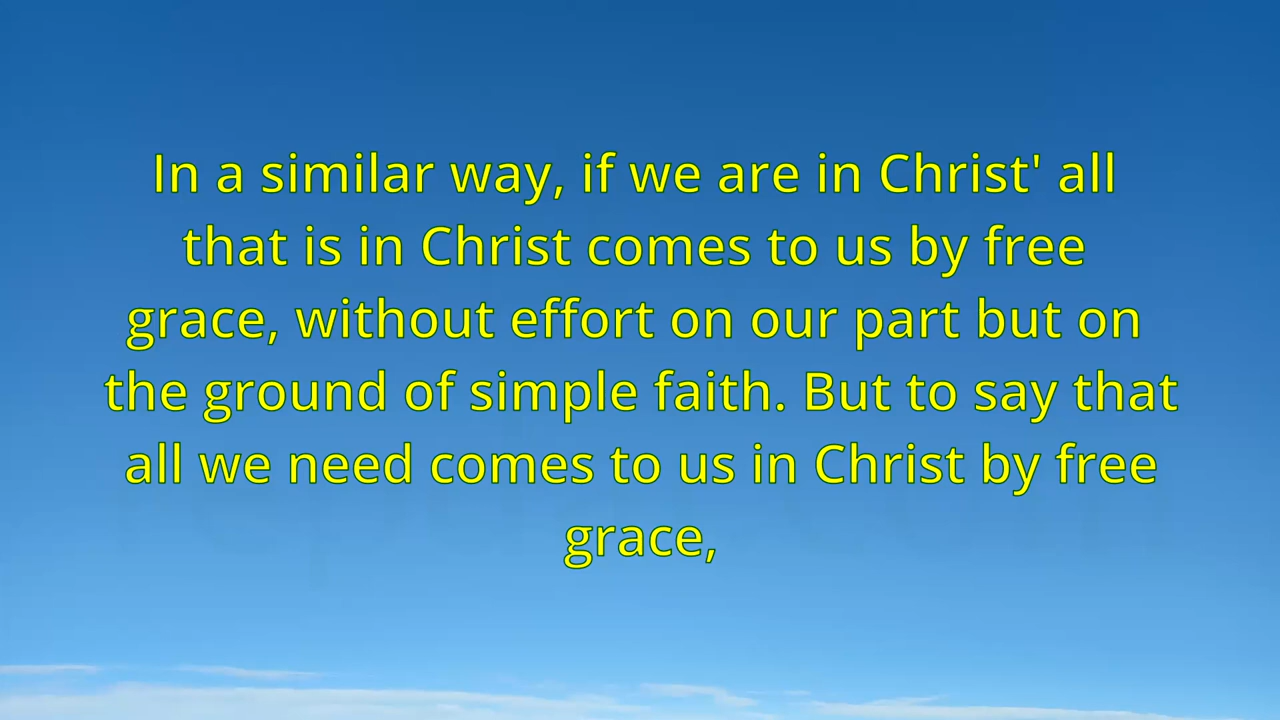 In a similar way, if we are in Christ' all
that is in Christ comes to us by free
grace, without effort on our part but on
the ground of simple faith. But to say that
all we need comes to us in Christ by free
grace,